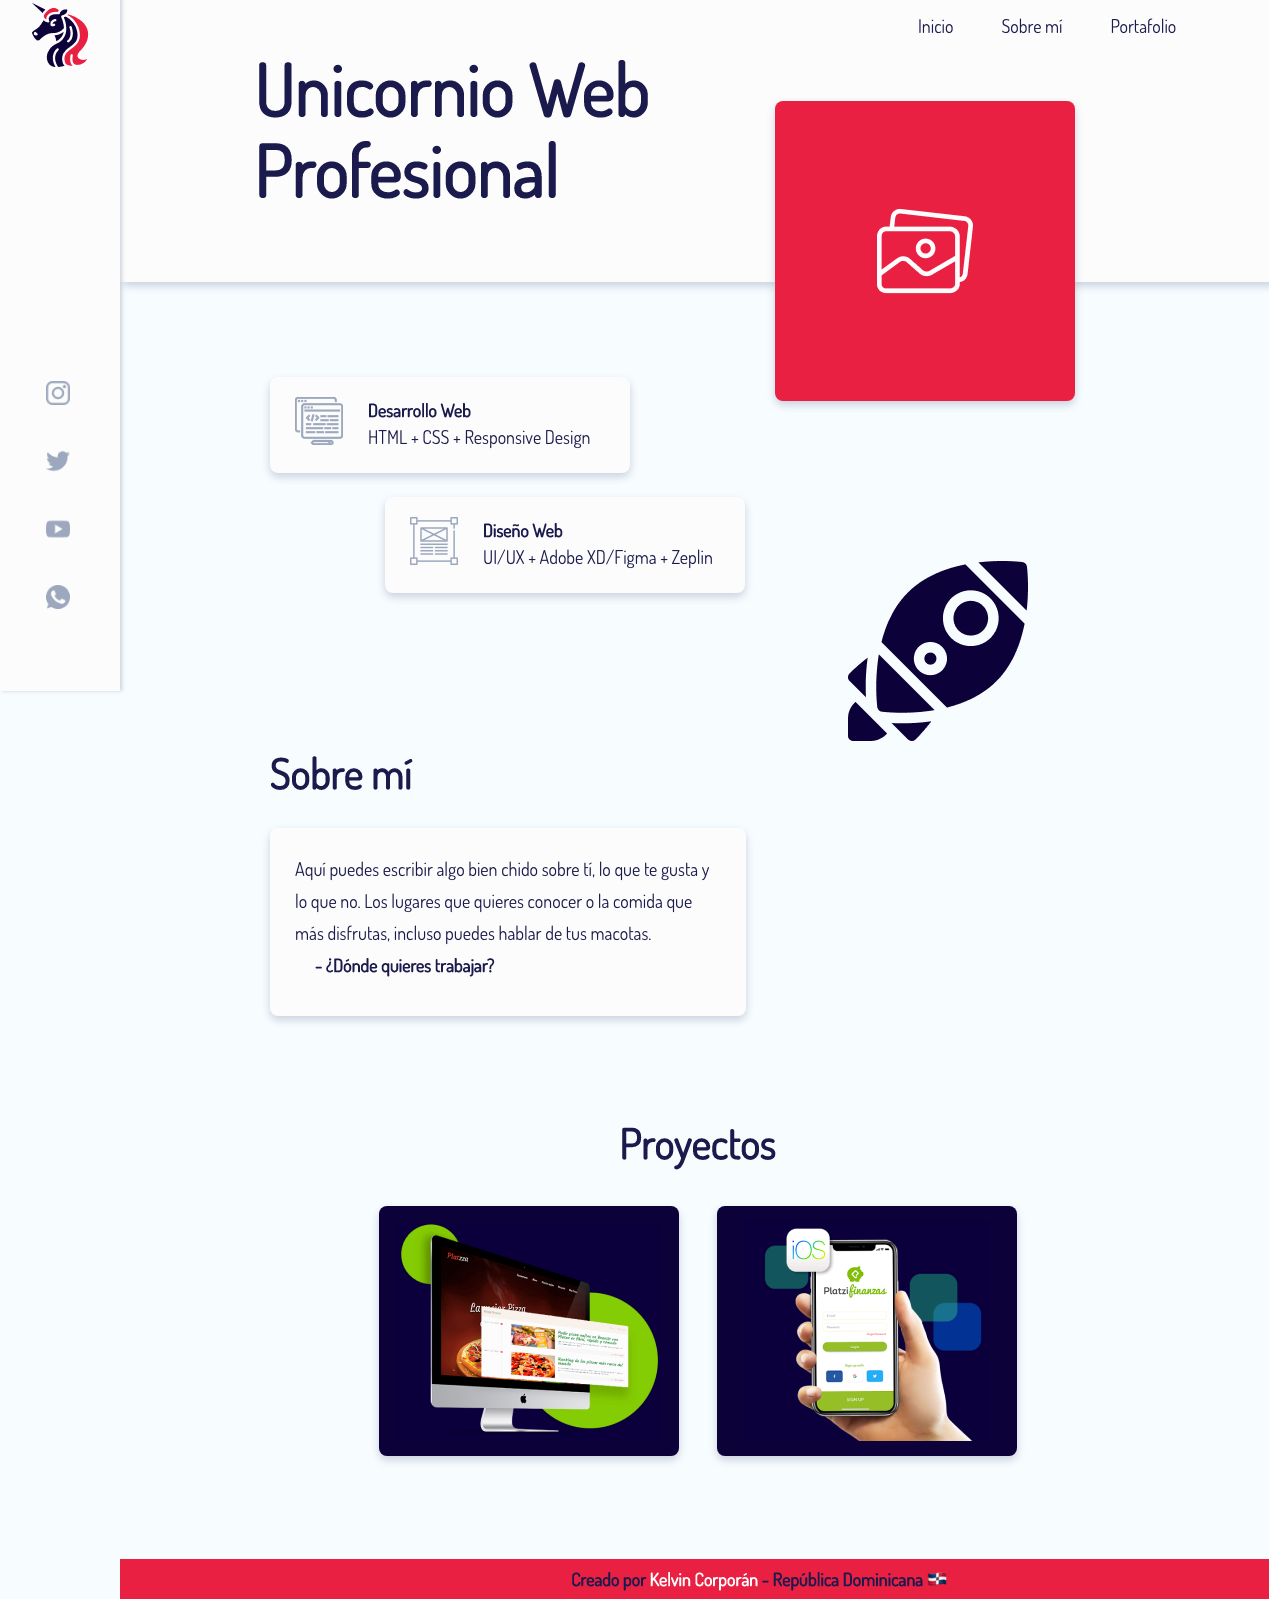 Inicio Sobre mí Portafolio
Unicornio Web
Profesional
Desarrollo Web
HTML + CSS + Responsive Design
Diseño Web
UI/UX + Adobe XD/Figma + Zeplin
Sobre mí
Aquí puedes escribir algo bien chido sobre tí, lo que te gusta y
lo que no. Los lugares que quieres conocer o la comida que
más disfrutas, incluso puedes hablar de tus macotas.
- ¿Dónde quieres trabajar?
Proyectos
Platzza
La mejor Pizza
iOS
Platzi finanzas
Creado por Kelvin Corporán - República Dominicana 🇩🇴